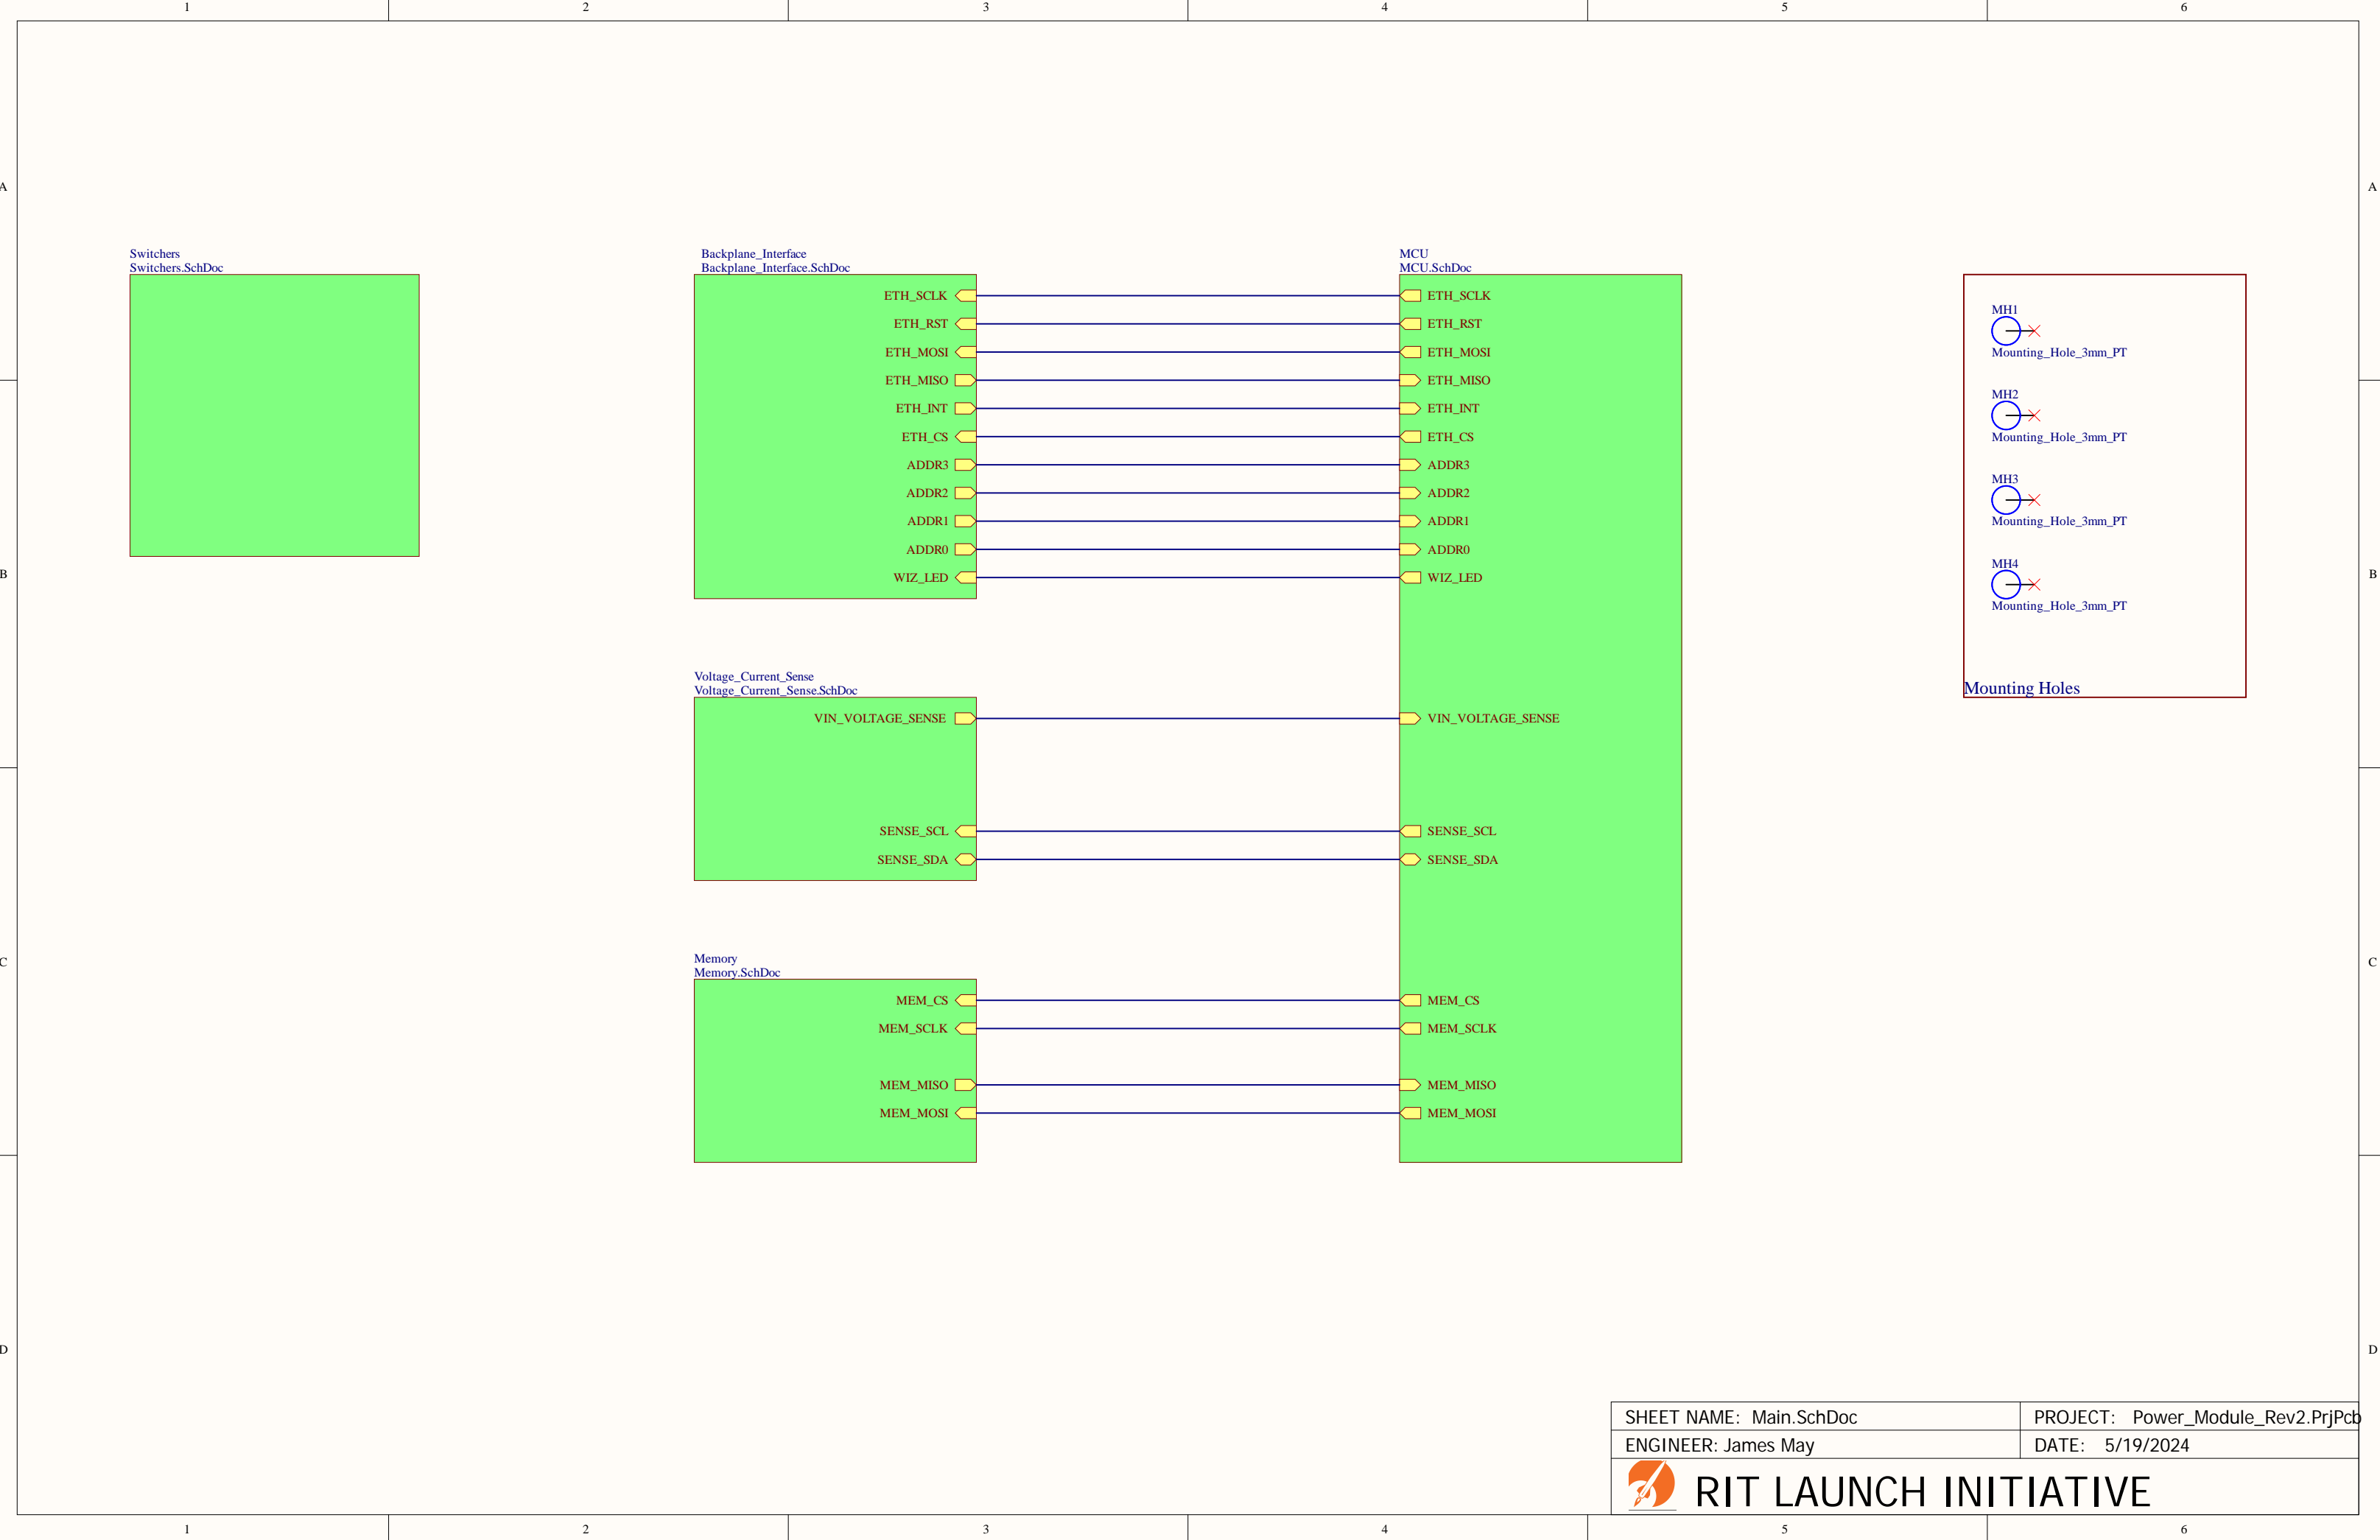 1 2 3 4 5 6
A A
Switchers
Switchers.SchDoc
Backplane_Interface
Backplane_Interface.SchDoc
ETH_SCLK
ETH_RST
ETH_MOSI
ETH_MISO
ETH_INT
ETH_CS
ADDR3
ADDR2
ADDR1
ADDR0
WIZ_LED
MCU
MCU.SchDoc
ETH_SCLK
ETH_RST
ETH_MOSI
ETH_MISO
ETH_INT
ETH_CS
ADDR3
ADDR2
ADDR1
ADDR0
WIZ_LED
VIN_VOLTAGE_SENSE
SENSE_SCL
SENSE_SDA
MEM_CS
MEM_SCLK
MEM_MISO
MEM_MOSI
MH1
Mounting_Hole_3mm_PT
MH2
Mounting_Hole_3mm_PT
MH3
Mounting_Hole_3mm_PT
MH4
Mounting_Hole_3mm_PT
Mounting Holes
B B
Voltage_Current_Sense
Voltage_Current_Sense.SchDoc
VIN_VOLTAGE_SENSE
SENSE_SCL
SENSE_SDA
C C
Memory
Memory.SchDoc
MEM_CS
MEM_SCLK
MEM_MISO
MEM_MOSI
D D
SHEET NAME: Main.SchDoc
PROJECT: Power_Module_Rev2.PrjPcb
ENGINEER: James May
DATE: 5/19/2024
RIT LAUNCH INITIATIVE
1 2 3 4 5 6